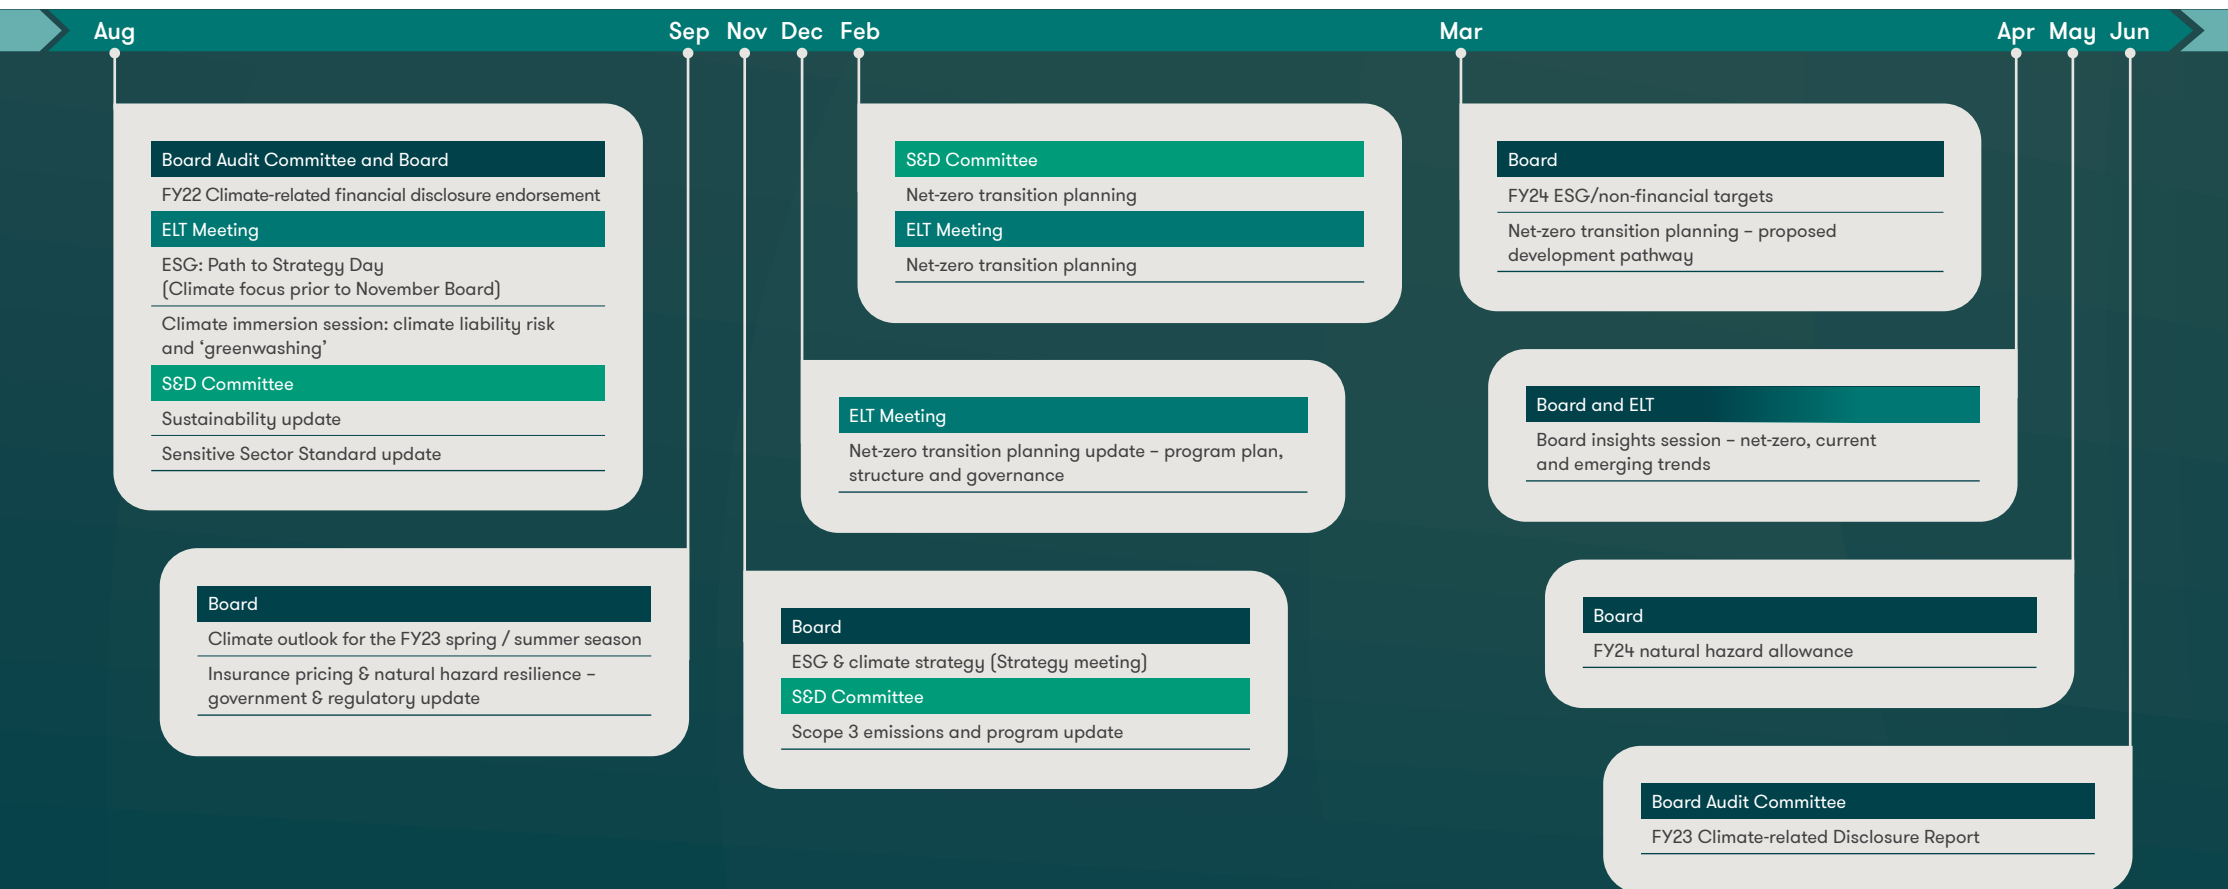 Aug Sep Nov Dec Feb Mar Apr May Jun
Board Audit Committee and Board
FY22 Climate-related financial disclosure endorsement
ELT Meeting
ESG: Path to Strategy Day
(Climate focus prior to November Board)
Climate immersion session: climate liability risk
and ‘greenwashing’
S&D Committee
Sustainability update
Sensitive Sector Standard update
Board
Climate outlook for the FY23 spring / summer season
Insurance pricing & natural hazard resilience –
government & regulatory update
Board
ESG & climate strategy (Strategy meeting)
S&D Committee
Scope 3 emissions and program update
ELT Meeting
Net-zero transition planning update – program plan,
structure and governance
S&D Committee
Net-zero transition planning
ELT Meeting
Net-zero transition planning
Board
FY24 ESG/non-financial targets
Net-zero transition planning – proposed
development pathway
Board and ELT
Board insights session – net-zero, current
and emerging trends
Board
FY24 natural hazard allowance
Board Audit Committee
FY23 Climate-related Disclosure Report